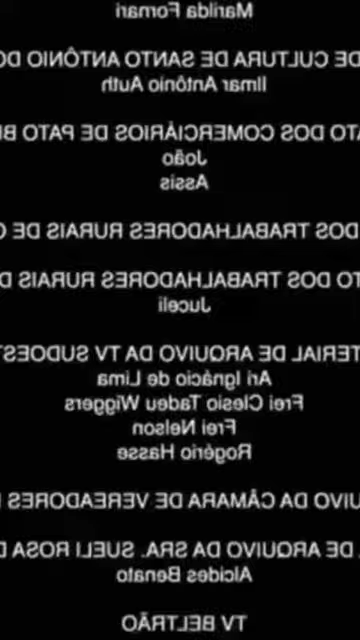 Marilda Fornari
DE CULTURA DE SANTO ANTÔNIO DO
Ilmar Antônio Auth
TO DOS COMERCIÁRIOS DE PATO B
João
Assis
DOS TRABALHADORES RURAIS DE
TO DOS TRABALHADORES RURAIS D
Juceli
TERIAL DE ARQUIVO DA TV SUDOEST
Ari Ignácio de Lima
Frei Clesio Tadeu Wiggers
Frei Nelson
Rogério Hasse
UIVO DA CÂMARA DE VEREADORES
DE ARQUIVO DA SRA. SUELI ROSA D
Alcides Benato
TV BELTRÃO